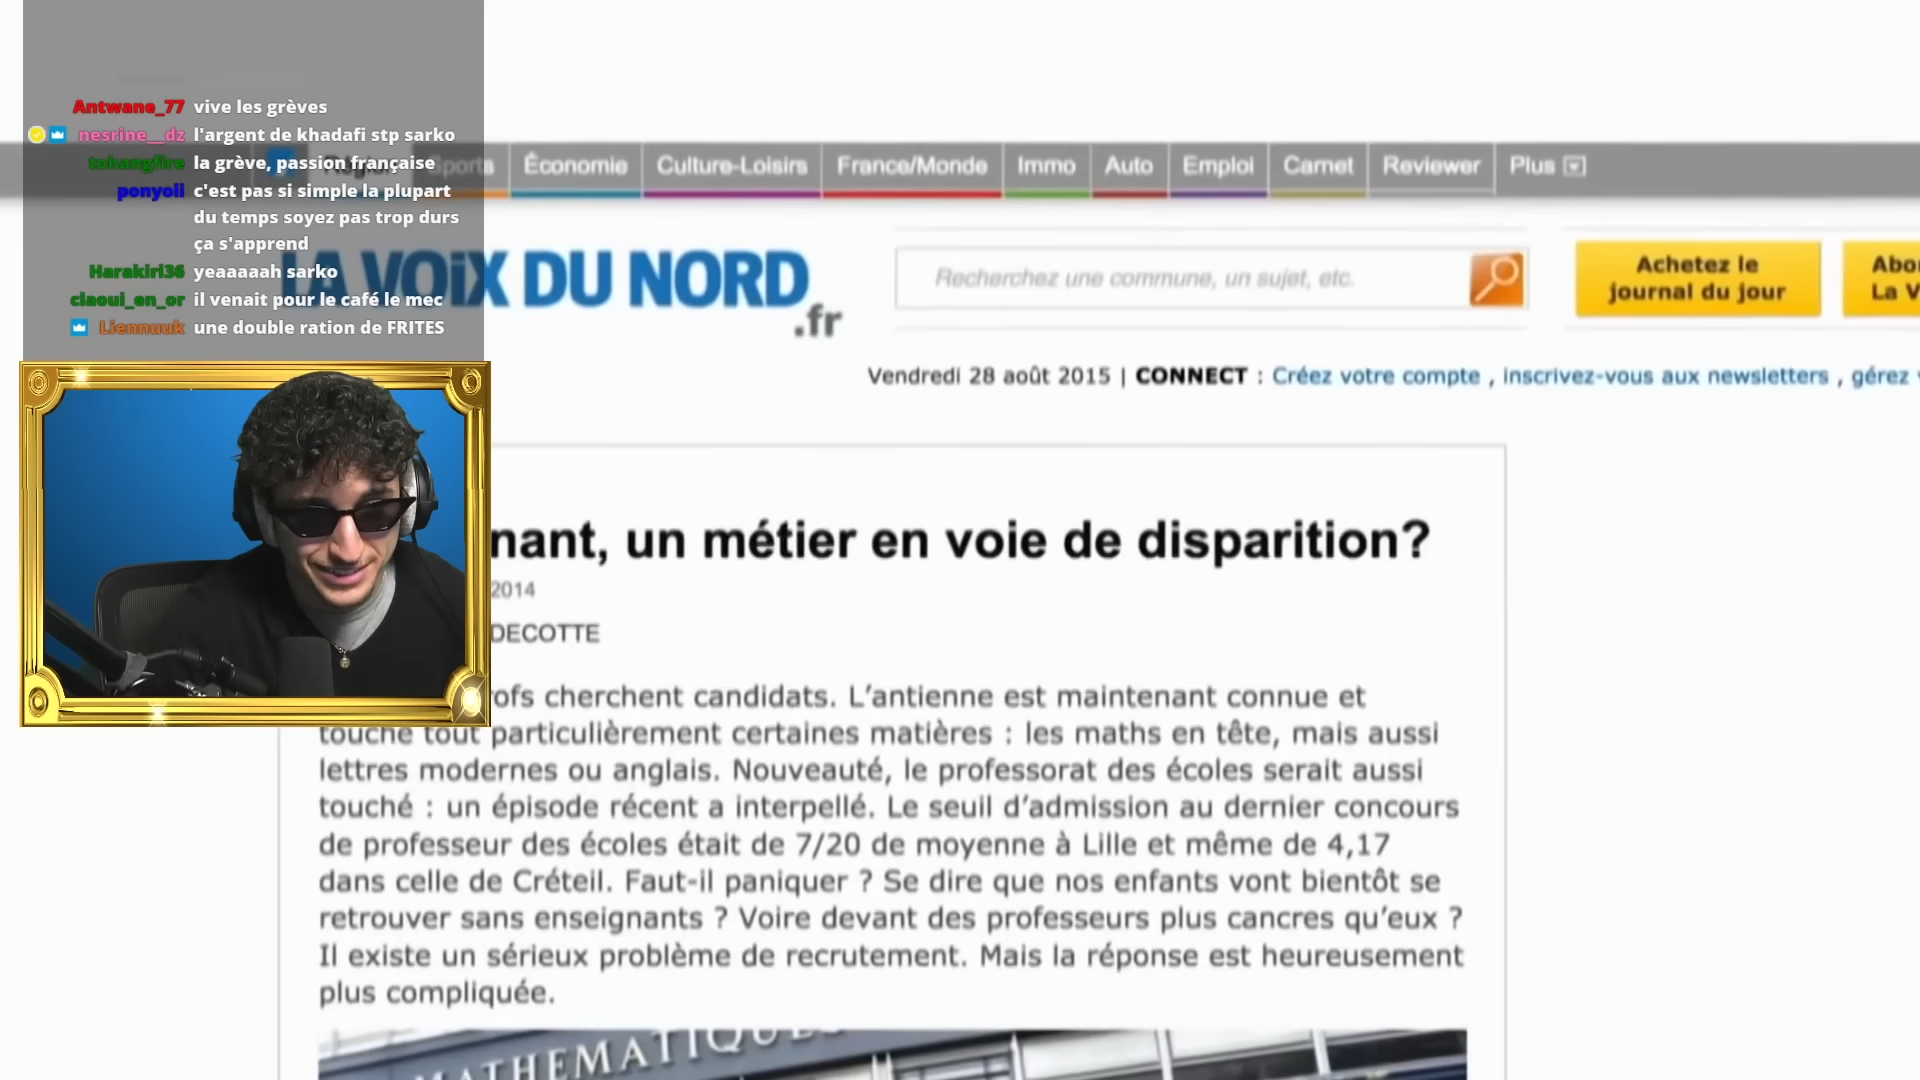 Antwane_77 vive les grèves
nesrine__dz l'argent de khadafi stp sarko
tohangfire la grève, passion française
ponyoli c'est pas si simple la plupart
du temps soyez pas trop durs
ça s'apprend
Harakiri36 yeaaaaah sarko
claoui_en_or il venait pour le café le mec
Liennuuk une double ration de FRITES
Sports Économie Culture-Loisirs France/Monde Immo Auto Emploi Carnet Reviewer Plus
LA VOiX DU NORD
.fr
Recherchez une commune, un sujet, etc.
Achetez le
journal du jour
Abo
La V
Vendredi 28 août 2015 | CONNECT : Créez votre compte , inscrivez-vous aux newsletters , gérez
nant, un métier en voie de disparition?
2014
DECOTTE
rofs cherchent candidats. L'antienne est maintenant connue et
touche tout particulièrement certaines matières : les maths en tête, mais aussi
lettres modernes ou anglais. Nouveauté, le professorat des écoles serait aussi
touché : un épisode récent a interpellé. Le seuil d'admission au dernier concours
de professeur des écoles était de 7/20 de moyenne à Lille et même de 4,17
dans celle de Créteil. Faut-il paniquer ? Se dire que nos enfants vont bientôt se
retrouver sans enseignants ? Voire devant des professeurs plus cancres qu'eux ?
Il existe un sérieux problème de recrutement. Mais la réponse est heureusement
plus compliquée.
MATHEMATIQUES